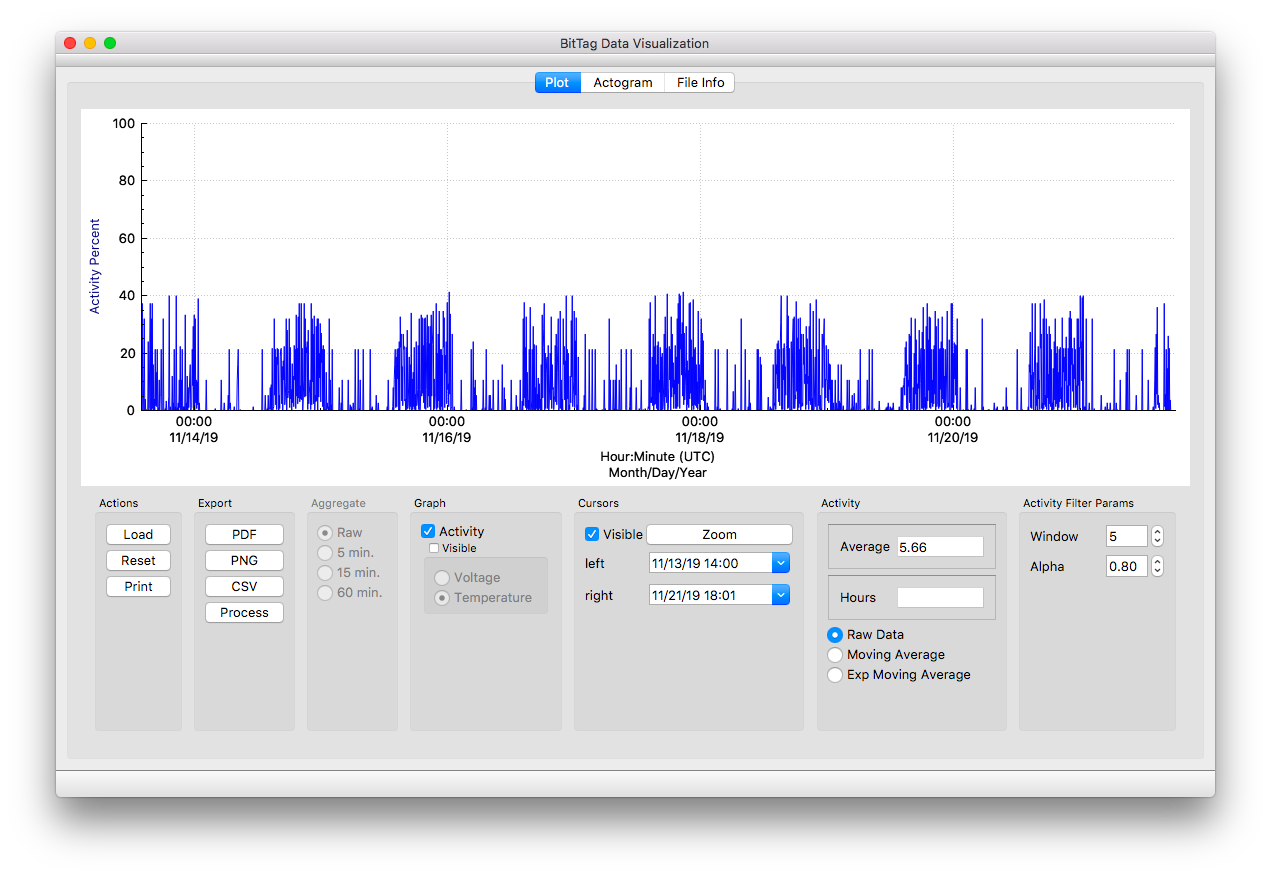 BitTag Data Visualization
Plot Actogram File Info
100
80
60
40
20
0
Activity Percent
00:00 00:00 00:00 00:00
11/14/19 11/16/19 11/18/19 11/20/19
Hour:Minute (UTC)
Month/Day/Year
Actions
Load
Reset
Print
Export
PDF
PNG
CSV
Process
Aggregate
Raw
5 min.
15 min.
60 min.
Graph
Activity
Visible
Voltage
Temperature
Cursors
Visible Zoom
left 11/13/19 14:00
right 11/21/19 18:01
Activity
Average 5.66
Hours
Raw Data
Moving Average
Exp Moving Average
Activity Filter Params
Window 5
Alpha 0.80